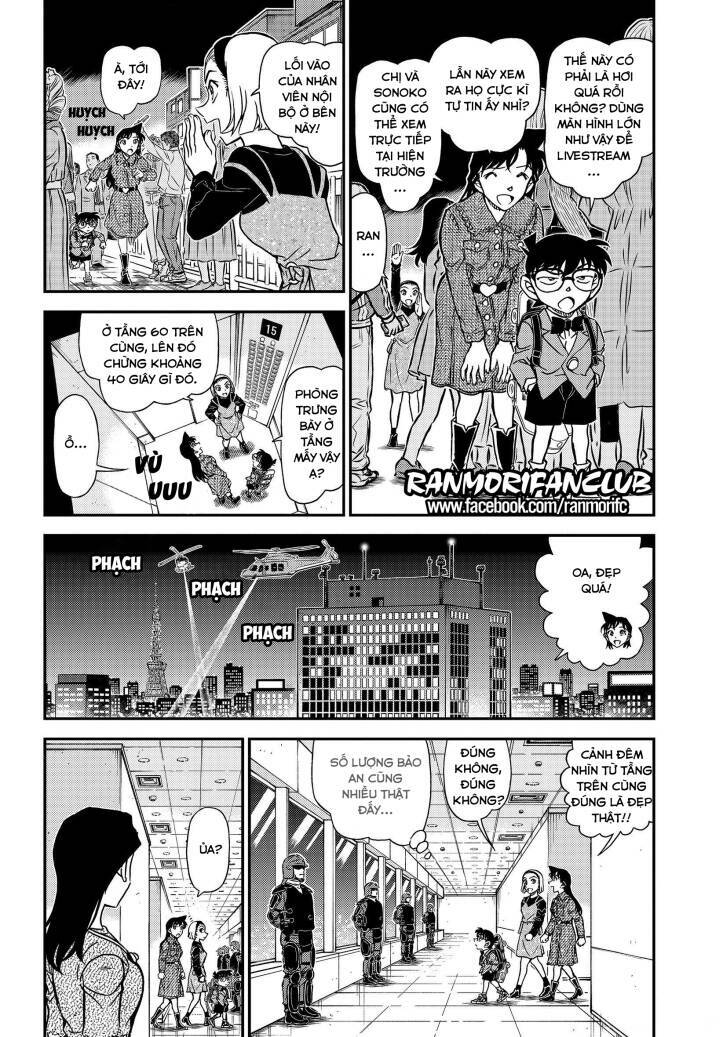 THẾ NÀY CÓ
PHẢI LÀ HƠI
QUÁ RỒI
KHÔNG? DÙNG
MÀN HÌNH LỚN
NHƯ VẬY ĐỂ
LIVESTREAM
...
LẦN NÀY XEM
RA HỌ CỰC KÌ
TỰ TIN ẤY NHỈ?
CHỊ VÀ
SONOKO
CŨNG CÓ
THỂ XEM
TRỰC TIẾP
TẠI HIỆN
TRƯỜNG
...
RAN
...
LỐI VÀO
CỦA NHÂN
VIÊN NỘI
BỘ Ở BÊN
NÀY!
À, TỚI
ĐÂY!
HUỴCH
HUỴCH
RANMORIFANCLUB
www.facebook.com/ranmorifc
15
PHÒNG
TRƯNG
BÀY Ở
TẦNG
MẤY VẬY
Ạ?
Ở TẦNG 60 TRÊN
CÙNG, LÊN ĐÓ
CHỪNG KHOẢNG
40 GIÂY GÌ ĐÓ.
Ồ...
VÙ
UUU
OA, ĐẸP
QUÁ!
PHẠCH
PHẠCH
PHẠCH
CẢNH ĐÊM
NHÌN TỪ TẦNG
TRÊN CÙNG
ĐÚNG LÀ ĐẸP
THẬT!!
ĐÚNG
KHÔNG,
ĐÚNG
KHÔNG?
SỐ LƯỢNG BẢO
AN CŨNG
NHIỀU THẬT
ĐẤY...
ỦA?